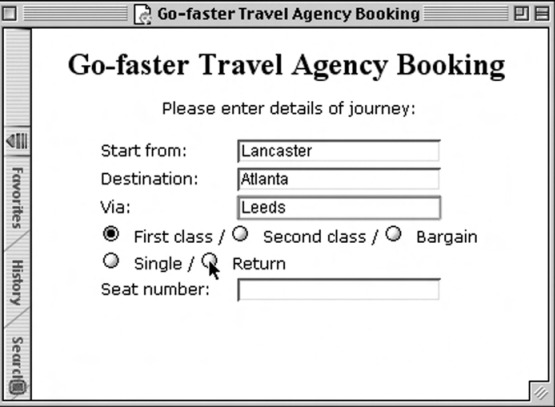 Go-faster Travel Agency Booking
Go-faster Travel Agency Booking
Please enter details of journey:
Start from: Lancaster
Destination: Atlanta
Via: Leeds
First class / Second class / Bargain
Single / Return
Seat number:
Favorites
History
Search